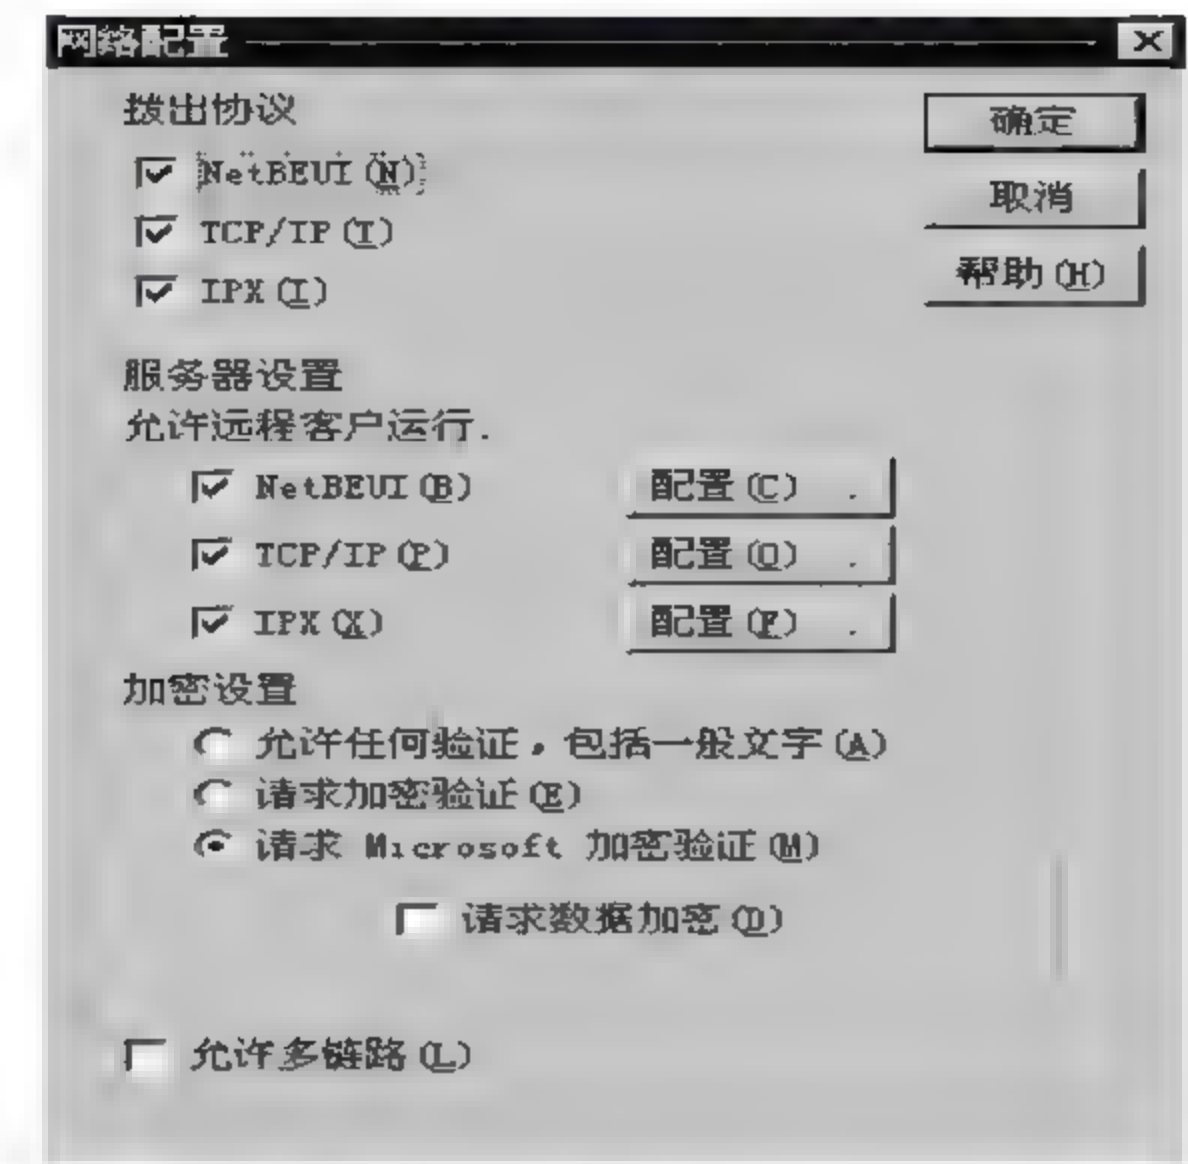 网络配置
拨出协议
确定
NetBEUI(N)
取消
TCP/IP(T)
帮助(H)
IPX(I)
服务器设置
允许远程客户运行.
NetBEUI(B)
配置(C) .
TCP/IP(P)
配置(O) .
IPX(X)
配置(F) .
加密设置
允许任何验证，包括一般文字(A)
请求加密验证(E)
请求 Microsoft 加密验证(M)
请求数据加密(D)
允许多链路(L)